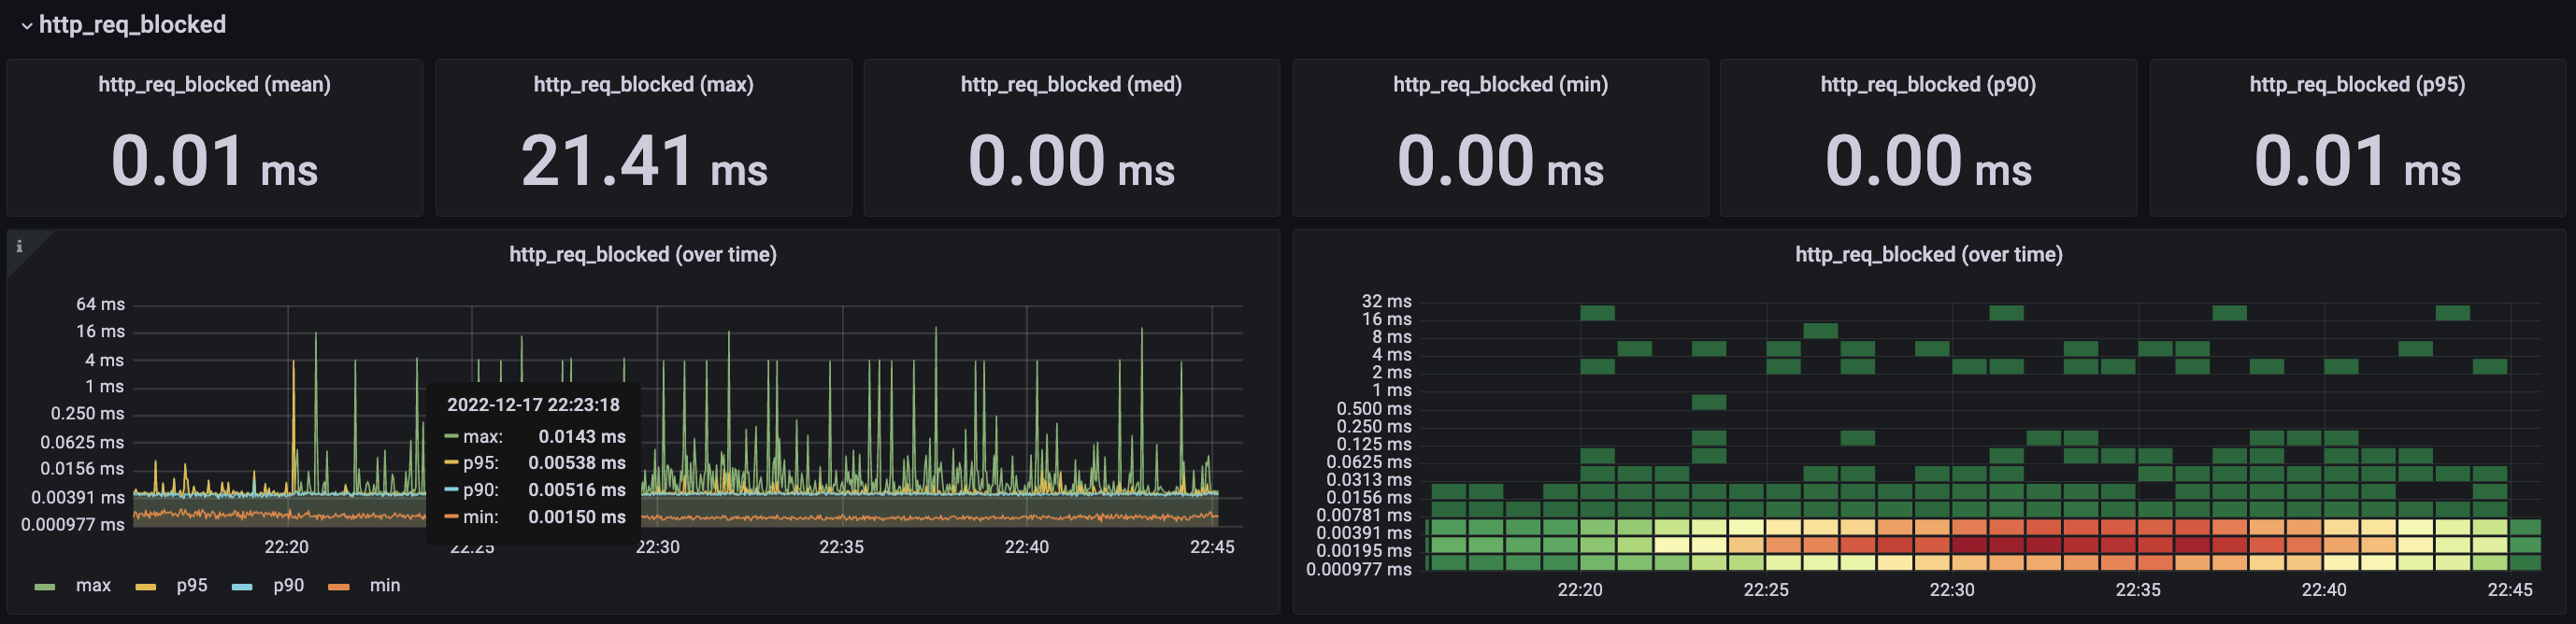 http_req_blocked
http_req_blocked (mean)
0.01 ms
http_req_blocked (max)
21.41 ms
http_req_blocked (med)
0.00 ms
http_req_blocked (min)
0.00 ms
http_req_blocked (p90)
0.00 ms
http_req_blocked (p95)
0.01 ms
i
http_req_blocked (over time)
64 ms
16 ms
4 ms
1 ms
0.250 ms
0.0625 ms
0.0156 ms
0.00391 ms
0.000977 ms
22:20
22:25
22:30
22:35
22:40
22:45
2022-12-17 22:23:18
max: 0.0143 ms
p95: 0.00538 ms
p90: 0.00516 ms
min: 0.00150 ms
max p95 p90 min
http_req_blocked (over time)
32 ms
16 ms
8 ms
4 ms
2 ms
1 ms
0.500 ms
0.250 ms
0.125 ms
0.0625 ms
0.0313 ms
0.0156 ms
0.00781 ms
0.00391 ms
0.00195 ms
0.000977 ms
22:20
22:25
22:30
22:35
22:40
22:45